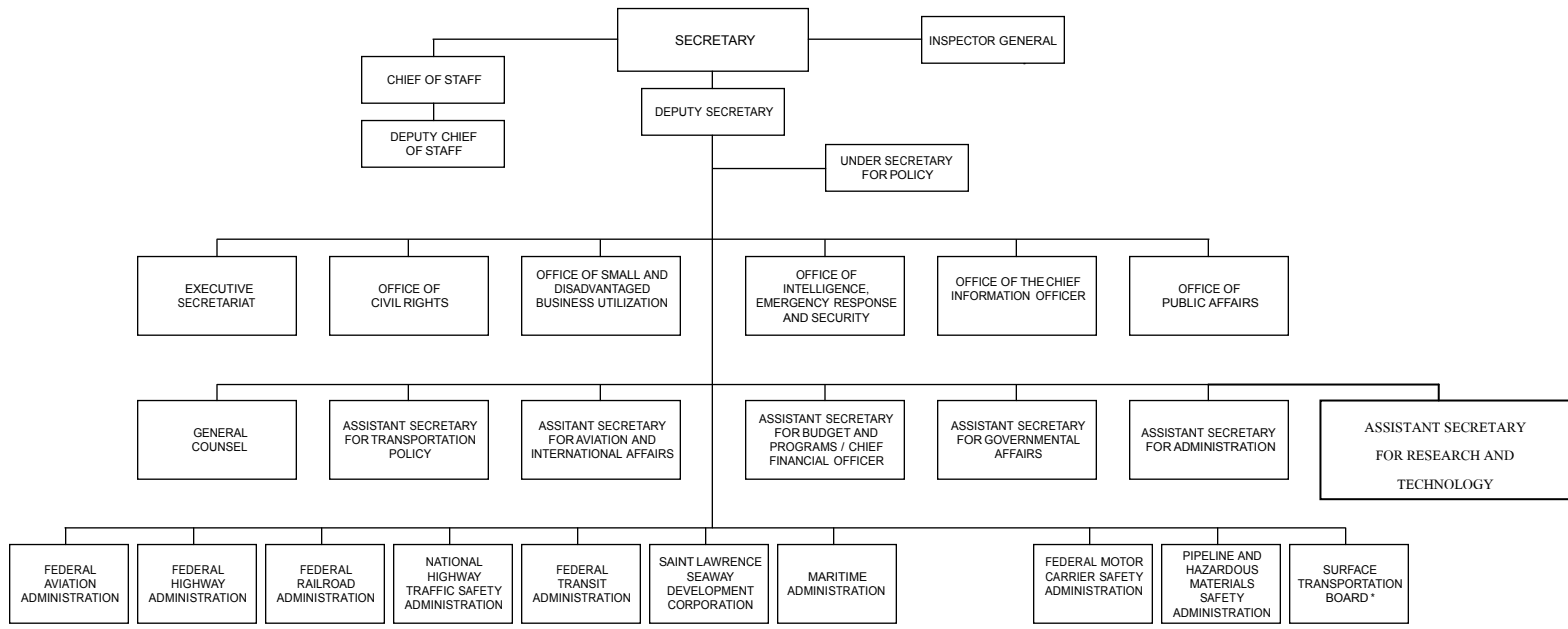 SECRETARY
INSPECTOR GENERAL
CHIEF OF STAFF
DEPUTY SECRETARY
DEPUTY CHIEF
OF STAFF
UNDER SECRETARY
FOR POLICY
EXECUTIVE
SECRETARIAT
OFFICE OF
CIVIL RIGHTS
OFFICE OF SMALL AND
DISADVANTAGED
BUSINESS UTILIZATION
OFFICE OF
INTELLIGENCE,
EMERGENCY RESPONSE
AND SECURITY
OFFICE OF THE CHIEF
INFORMATION OFFICER
OFFICE OF
PUBLIC AFFAIRS
GENERAL
COUNSEL
ASSISTANT SECRETARY
FOR TRANSPORTATION
POLICY
ASSITANT SECRETARY
FOR AVIATION AND
INTERNATIONAL AFFAIRS
ASSISTANT SECRETARY
FOR BUDGET AND
PROGRAMS / CHIEF
FINANCIAL OFFICER
ASSISTANT SECRETARY
FOR GOVERNMENTAL
AFFAIRS
ASSISTANT SECRETARY
FOR ADMINISTRATION
ASSISTANT SECRETARY
FOR RESEARCH AND
TECHNOLOGY
FEDERAL
AVIATION
ADMINISTRATION
FEDERAL
HIGHWAY
ADMINISTRATION
FEDERAL
RAILROAD
ADMINISTRATION
NATIONAL
HIGHWAY
TRAFFIC SAFETY
ADMINISTRATION
FEDERAL
TRANSIT
ADMINISTRATION
SAINT LAWRENCE
SEAWAY
DEVELOPMENT
CORPORATION
MARITIME
ADMINISTRATION
FEDERAL MOTOR
CARRIER SAFETY
ADMINISTRATION
PIPELINE AND
HAZARDOUS
MATERIALS
SAFETY
ADMINISTRATION
SURFACE
TRANSPORTATION
BOARD *